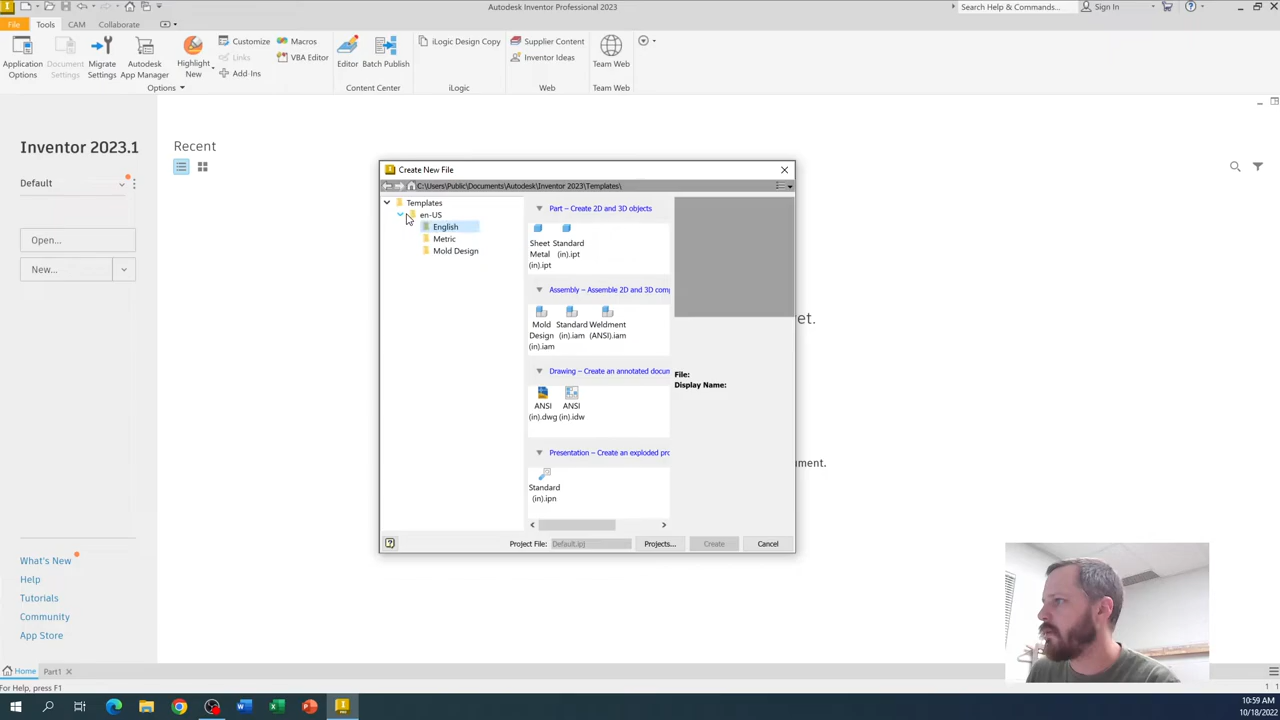 Autodesk Inventor Professional 2023
Search Help & Commands...
Sign In
File
Tools
CAM
Collaborate
Application
Options
Document
Settings
Migrate
Settings
Autodesk
App Manager
Highlight
New
Customize
Links
Add-Ins
Macros
VBA Editor
Editor
Batch Publish
iLogic Design Copy
Supplier Content
Inventor Ideas
Team Web
Options
Content Center
iLogic
Web
Team Web
Inventor 2023.1
Default
Open...
New...
Recent
Create New File
C:\Users\Public\Documents\Autodesk\Inventor 2023\Templates\
Templates
en-US
English
Metric
Mold Design
Part – Create 2D and 3D objects
Sheet
Metal
(in).ipt
Standard
(in).ipt
Assembly – Assemble 2D and 3D comp
Mold
Design
(in).iam
Standard
(in).iam
Weldment
(ANSI).iam
Drawing – Create an annotated docum
ANSI
(in).dwg
ANSI
(in).idw
Presentation – Create an exploded pro
Standard
(in).ipn
File:
Display Name:
Project File:
Default.ipj
Projects...
Create
Cancel
et.
ument.
What's New
Help
Tutorials
Community
App Store
Home
Part1
For Help, press F1
1 1
10:59 AM
10/18/2022